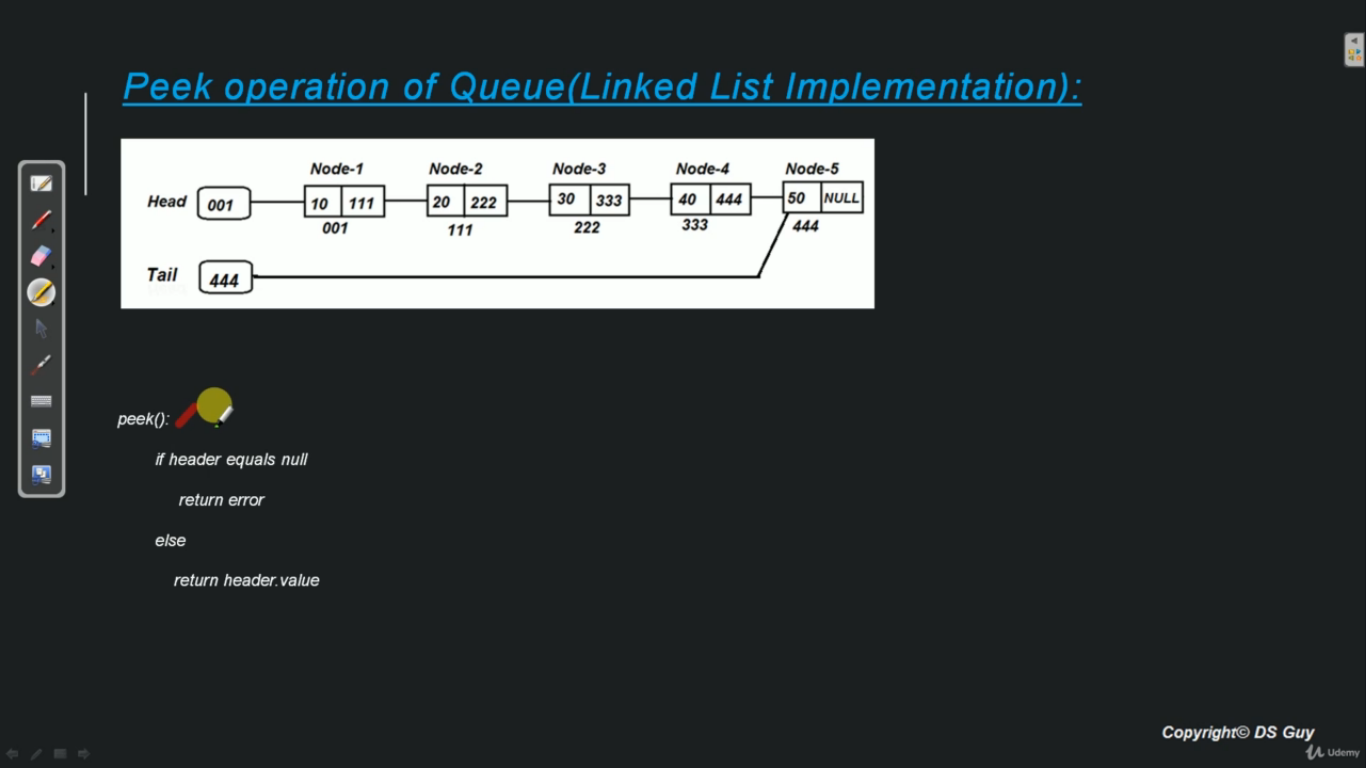 Peek operation of Queue(Linked List Implementation):
Node-1 Node-2 Node-3 Node-4 Node-5
Head 001 10 111 20 222 30 333 40 444 50 NULL
001 111 222 333 444
Tail 444
peek():
if header equals null
return error
else
return header.value
Copyright© DS Guy
Udemy